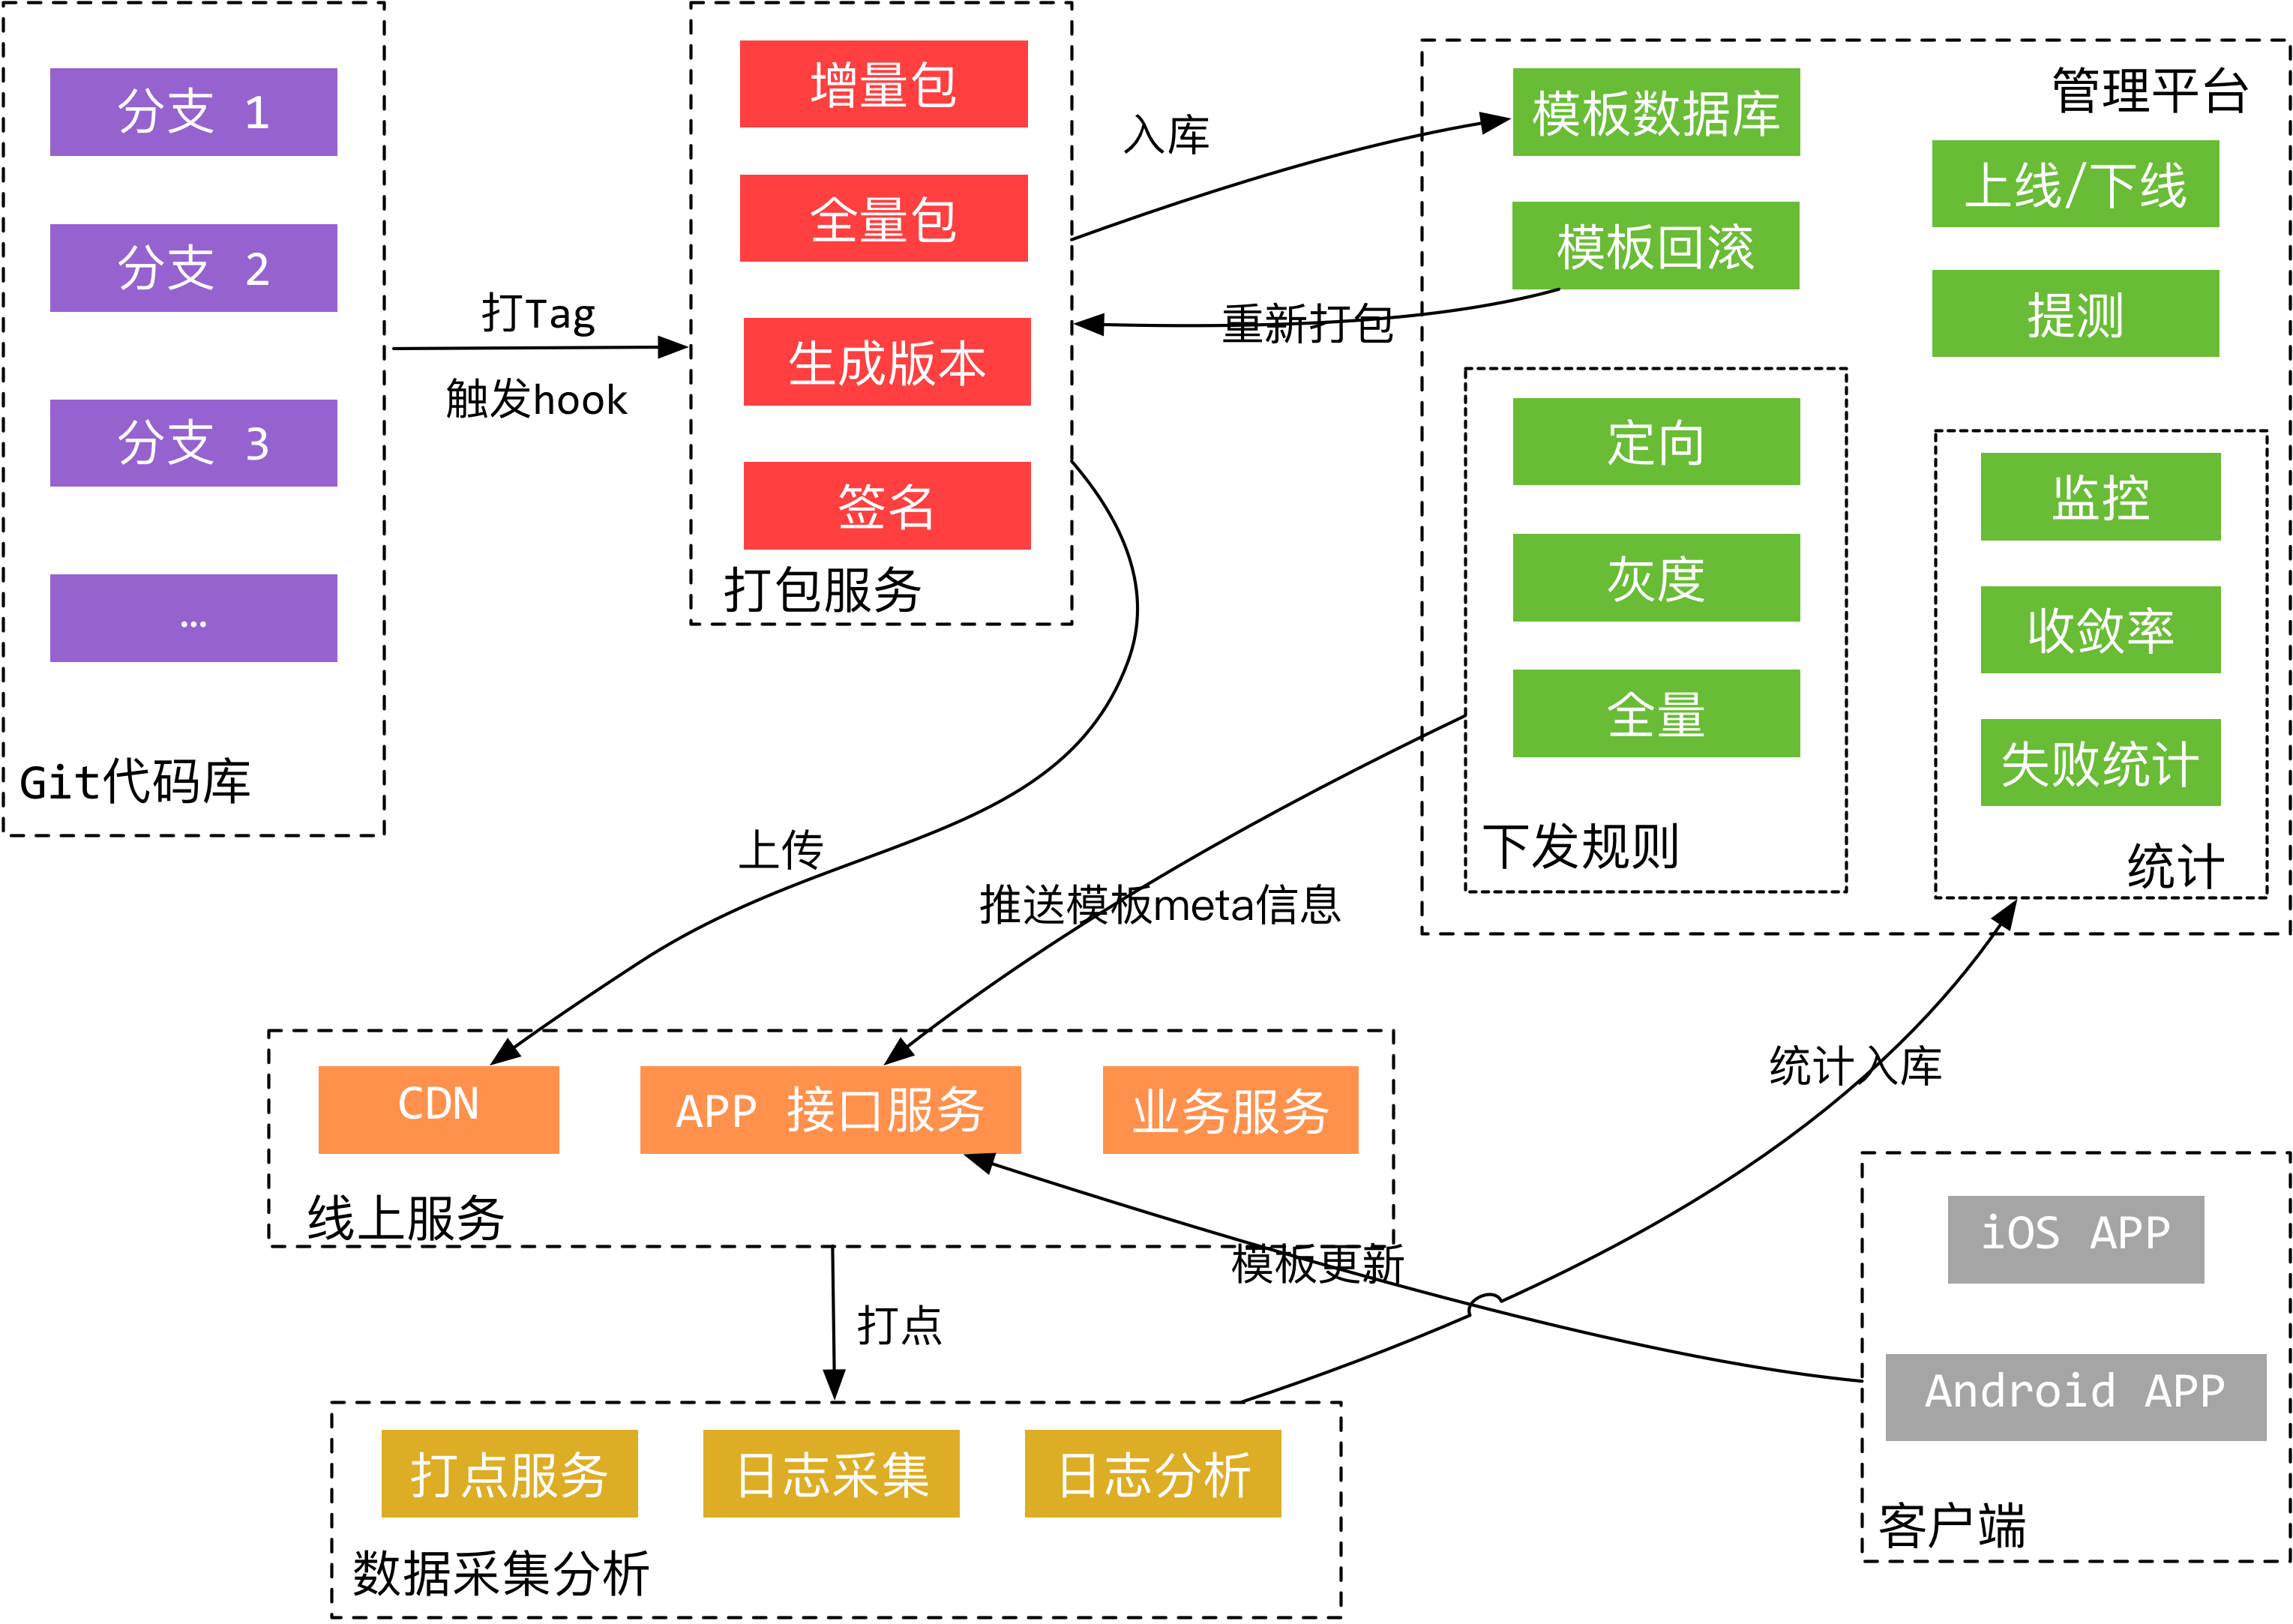 分支 1
分支 2
分支 3
…
Git代码库
打Tag
触发hook
增量包
全量包
生成版本
签名
打包服务
入库
重新打包
管理平台
模板数据库
模板回滚
上线/下线
提测
定向
灰度
全量
下发规则
监控
收敛率
失败统计
统计
上传
推送模板meta信息
统计入库
CDN
APP 接口服务
业务服务
线上服务
模板更新
打点
打点服务
日志采集
日志分析
数据采集分析
iOS APP
Android APP
客户端